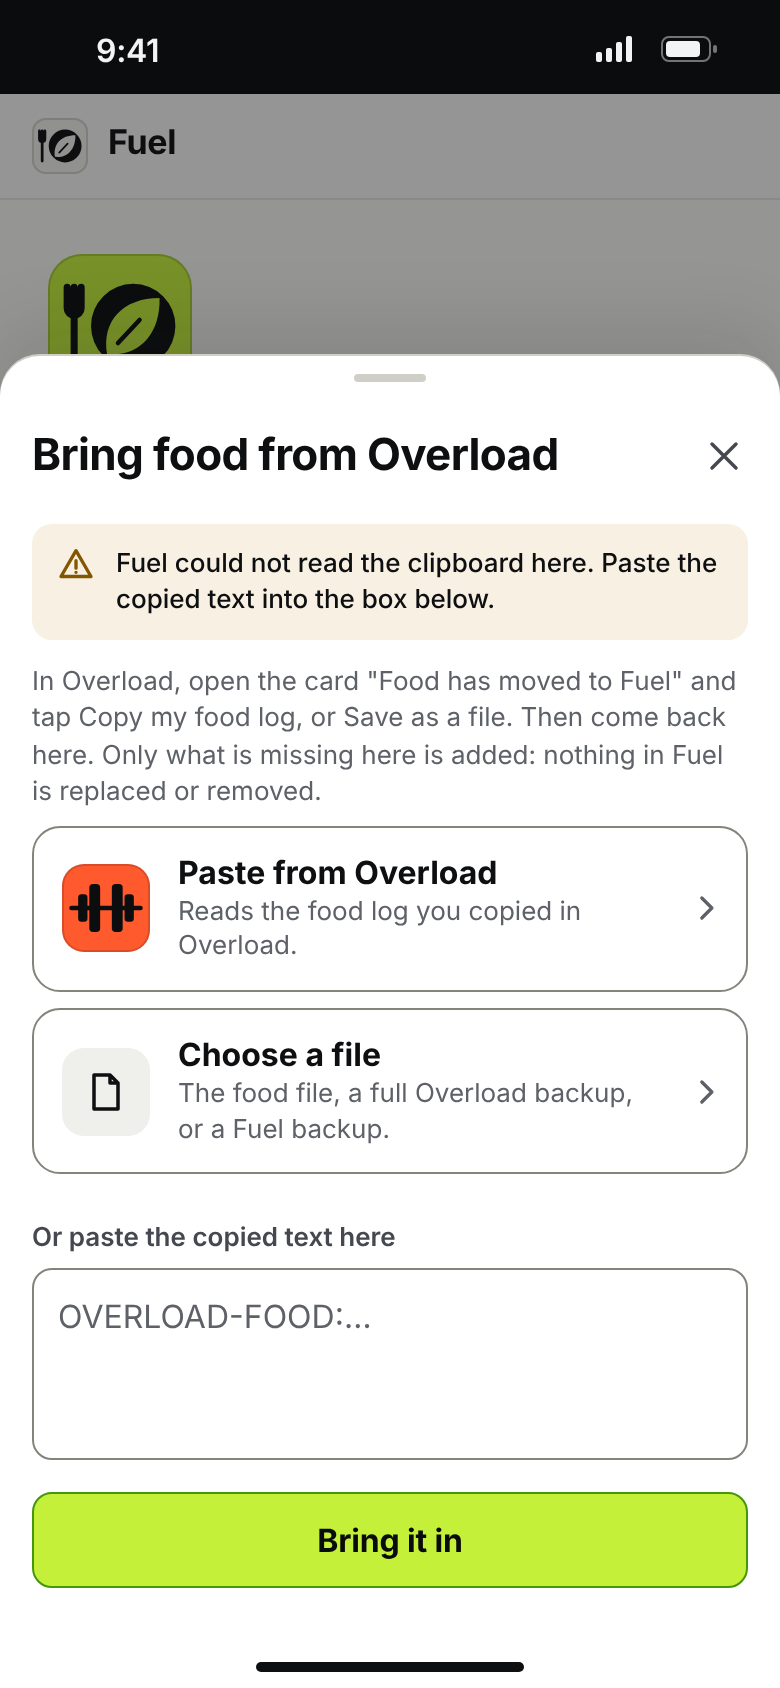 9:41
Fuel
Bring food from Overload
Fuel could not read the clipboard here. Paste the
copied text into the box below.
In Overload, open the card "Food has moved to Fuel" and
tap Copy my food log, or Save as a file. Then come back
here. Only what is missing here is added: nothing in Fuel
is replaced or removed.
Paste from Overload
Reads the food log you copied in
Overload.
Choose a file
The food file, a full Overload backup,
or a Fuel backup.
Or paste the copied text here
OVERLOAD-FOOD:...
Bring it in